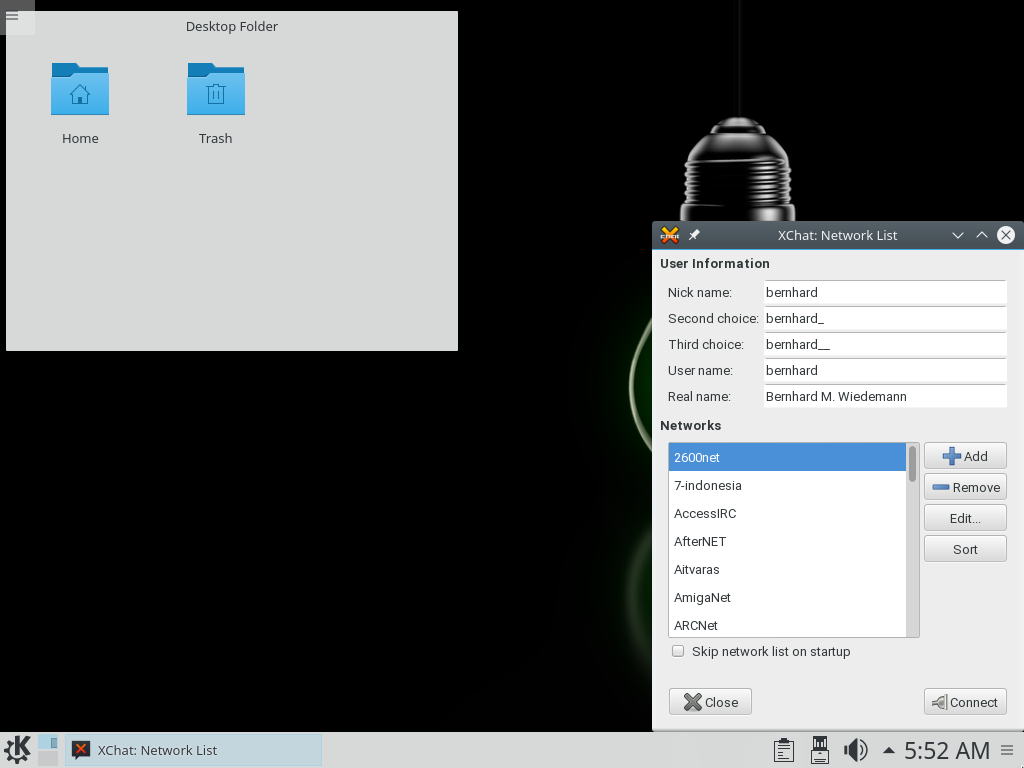 Desktop Folder
Home
Trash
XChat: Network List
User Information
Nick name: bernhard
Second choice: bernhard_
Third choice: bernhard__
User name: bernhard
Real name: Bernhard M. Wiedemann
Networks
2600net
7-indonesia
AccessIRC
AfterNET
Aitvaras
AmigaNet
ARCNet
Add
Remove
Edit...
Sort
Skip network list on startup
Close
Connect
XChat: Network List
5:52 AM